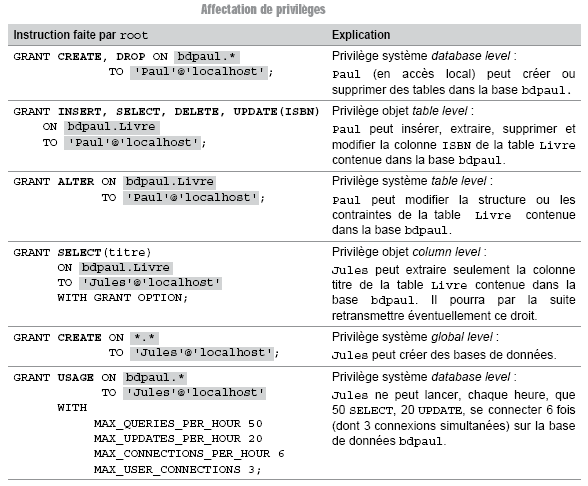 Affectation de privilèges
Instruction faite par root
Explication
GRANT CREATE, DROP ON bdpaul.*
TO 'Paul'@'localhost';
Privilège système database level :
Paul (en accès local) peut créer ou
supprimer des tables dans la base bdpaul.
GRANT INSERT, SELECT, DELETE, UPDATE(ISBN)
ON bdpaul.Livre
TO 'Paul'@'localhost';
Privilège objet table level :
Paul peut insérer, extraire, supprimer et
modifier la colonne ISBN de la table Livre
contenue dans la base bdpaul.
GRANT ALTER ON bdpaul.Livre
TO 'Paul'@'localhost';
Privilège système table level :
Paul peut modifier la structure ou les
contraintes de la table Livre contenue
dans la base bdpaul.
GRANT SELECT(titre)
ON bdpaul.Livre
TO 'Jules'@'localhost'
WITH GRANT OPTION;
Privilège objet column level :
Jules peut extraire seulement la colonne
titre de la table Livre contenue dans la
base bdpaul. Il pourra par la suite
retransmettre éventuellement ce droit.
GRANT CREATE ON *.*
TO 'Jules'@'localhost';
Privilège système global level :
Jules peut créer des bases de données.
GRANT USAGE ON bdpaul.*
TO 'Jules'@'localhost'
WITH
MAX_QUERIES_PER_HOUR 50
MAX_UPDATES_PER_HOUR 20
MAX_CONNECTIONS_PER_HOUR 6
MAX_USER_CONNECTIONS 3;
Privilège système database level :
Jules ne peut lancer, chaque heure, que
50 SELECT, 20 UPDATE, se connecter 6 fois
(dont 3 connexions simultanées) sur la base
de données bdpaul.